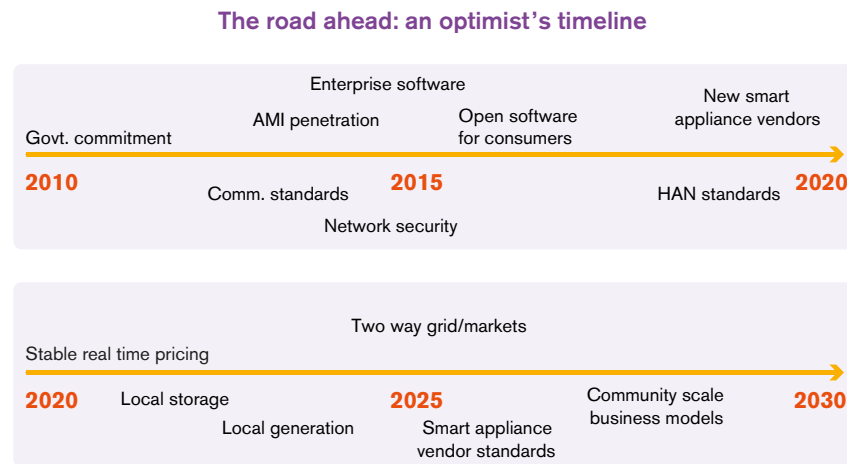 The road ahead: an optimist’s timeline
Enterprise software
New smart
appliance vendors
AMI penetration
Open software
for consumers
Govt. commitment
2010
2015
2020
Comm. standards
HAN standards
Network security
Two way grid/markets
Stable real time pricing
2020
Local storage
2025
Community scale
business models
2030
Local generation
Smart appliance
vendor standards